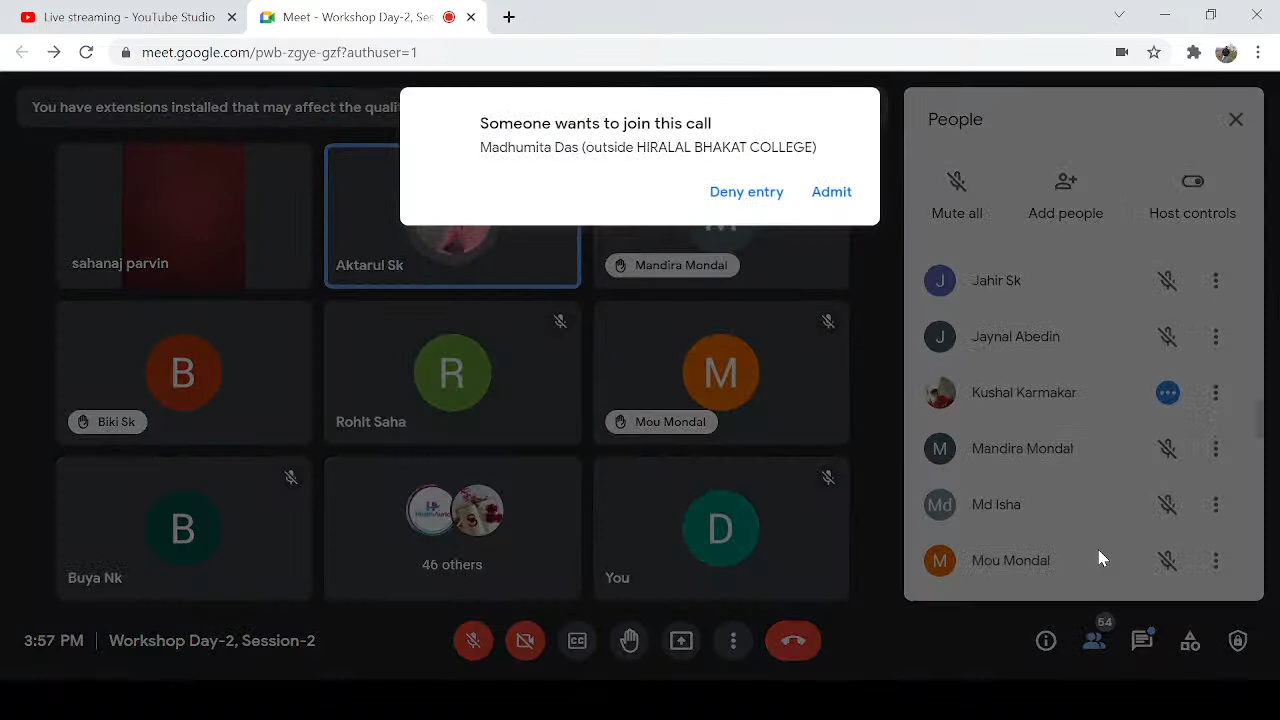 Live streaming - YouTube Studio
Meet - Workshop Day-2, Ses
meet.google.com/pwb-zgye-gzf?authuser=1
You have extensions installed that may affect the quali
Someone wants to join this call
Madhumita Das (outside HIRALAL BHAKAT COLLEGE)
Deny entry
Admit
People
Mute all
Add people
Host controls
sahanaj parvin
Aktarul Sk
Mandira Mondal
B
Biki Sk
R
Rohit Saha
M
Mou Mondal
B
Buya Nk
46 others
D
You
J
Jahir Sk
J
Jaynal Abedin
Kushal Karmakar
M
Mandira Mondal
Md
Md Isha
M
Mou Mondal
3:57 PM
Workshop Day-2, Session-2
CC
54